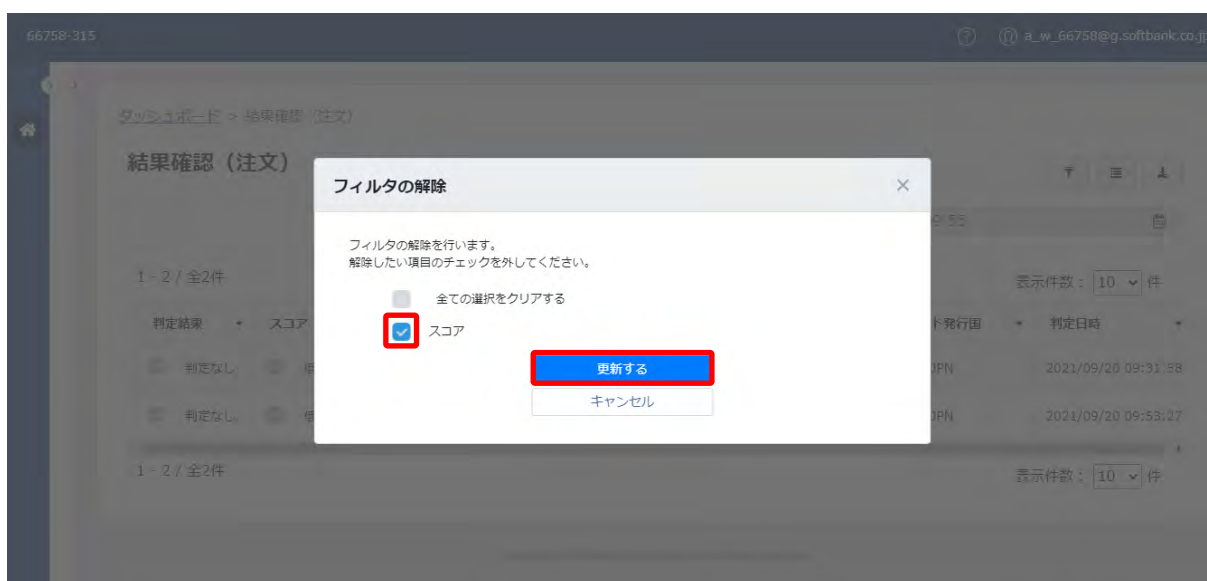 66758-315
a_w_66758@g.softbank.co.jp
ダッシュボード > 結果確認（注文）
結果確認（注文）
フィルタの解除
フィルタの解除を行います。
解除したい項目のチェックを外してください。
全ての選択をクリアする
スコア
更新する
キャンセル
1 - 2 / 全2件
表示件数： 10 件
判定結果 スコア ト発行国 判定日時
判定なし JPN 2021/09/20 09:31:58
判定なし JPN 2021/09/20 09:53:27
1 - 2 / 全2件
表示件数： 10 件